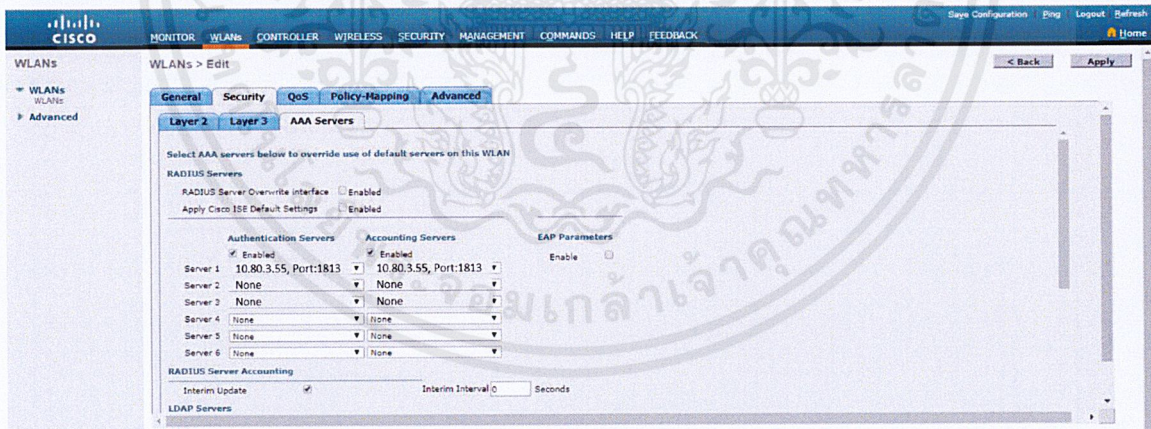 Save Configuration Ping Logout Refresh
CISCO
MONITOR WLANs CONTROLLER WIRELESS SECURITY MANAGEMENT COMMANDS HELP FEEDBACK
Home
WLANs
WLANs > Edit
< Back Apply
WLANs
WLANs
Advanced
General Security QoS Policy-Mapping Advanced
Layer 2 Layer 3 AAA Servers
Select AAA servers below to override use of default servers on this WLAN
RADIUS Servers
RADIUS Server Overwrite interface Enabled
Apply Cisco ISE Default Settings Enabled
Authentication Servers Accounting Servers EAP Parameters
Enabled Enabled Enable
Server 1 10.80.3.55, Port:1813 10.80.3.55, Port:1813
Server 2 None None
Server 3 None None
Server 4 None None
Server 5 None None
Server 6 None None
RADIUS Server Accounting
Interim Update Interim Interval 0 Seconds
LDAP Servers